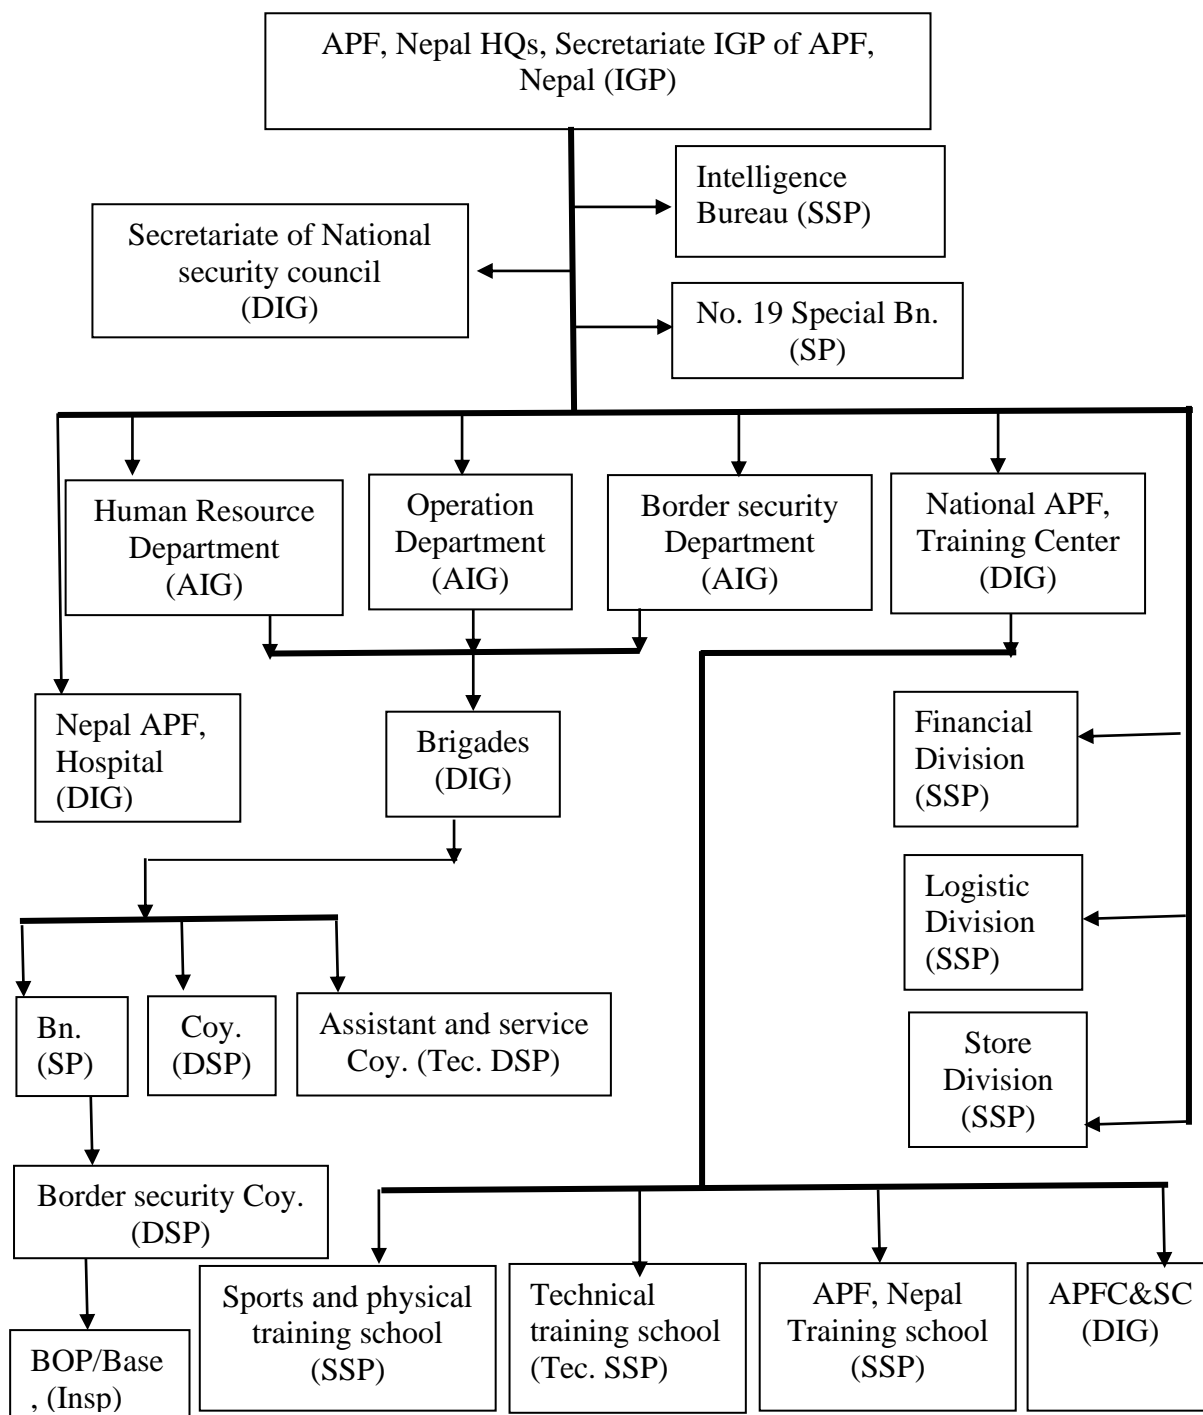 APF, Nepal HQs, Secretariate IGP of APF,
Nepal (IGP)
Intelligence
Bureau (SSP)
Secretariate of National
security council
(DIG)
No. 19 Special Bn.
(SP)
Human Resource
Department
(AIG)
Operation
Department
(AIG)
Border security
Department
(AIG)
National APF,
Training Center
(DIG)
Nepal APF,
Hospital
(DIG)
Brigades
(DIG)
Financial
Division
(SSP)
Logistic
Division
(SSP)
Bn.
(SP)
Coy.
(DSP)
Assistant and service
Coy. (Tec. DSP)
Store
Division
(SSP)
Border security Coy.
(DSP)
Sports and physical
training school
(SSP)
Technical
training school
(Tec. SSP)
APF, Nepal
Training school
(SSP)
APFC&SC
(DIG)
BOP/Base
, (Insp)